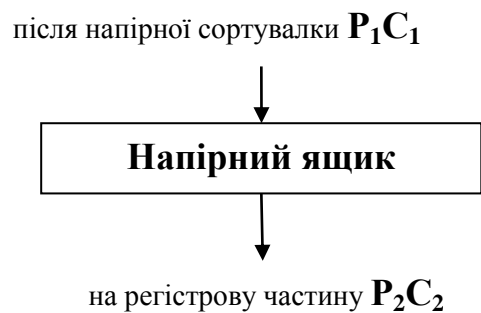 після напірної сортувалки P₁C₁
Напірний ящик
на регістрову частину P₂C₂